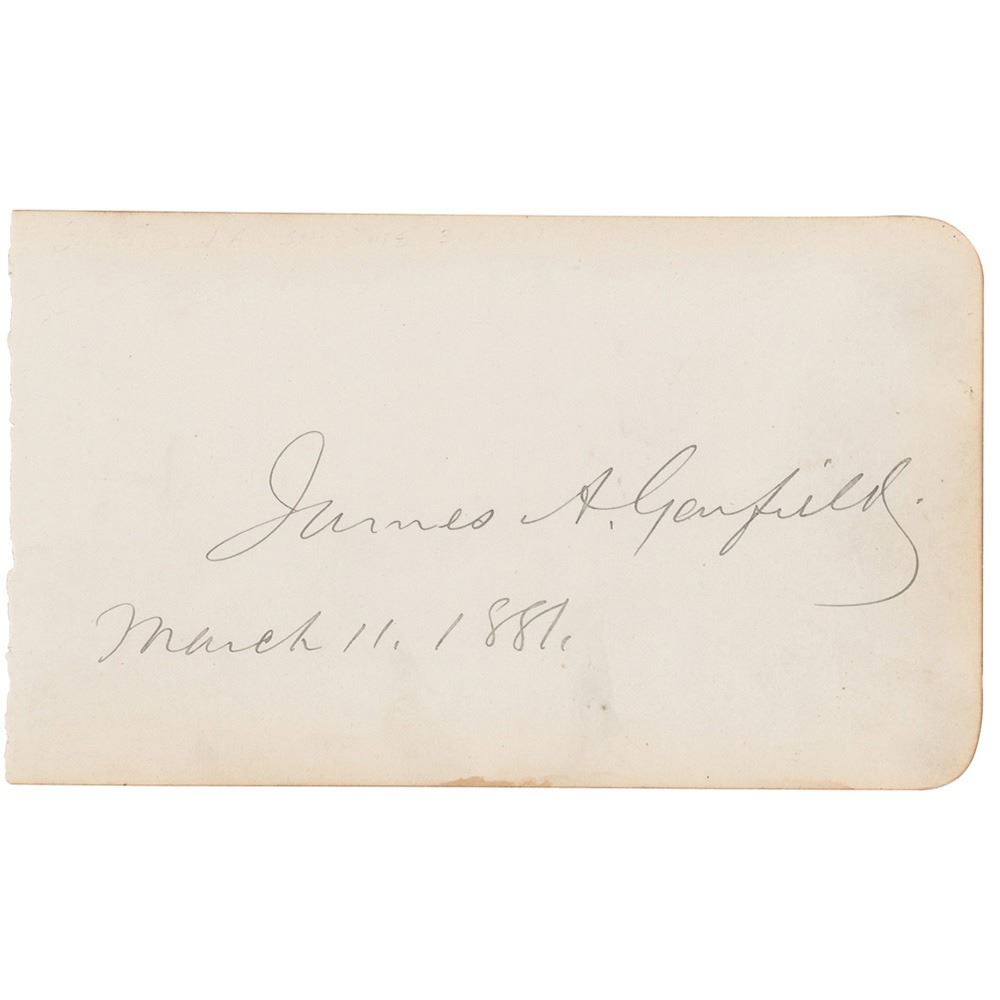 James A. Garfield.
March 11. 1881.